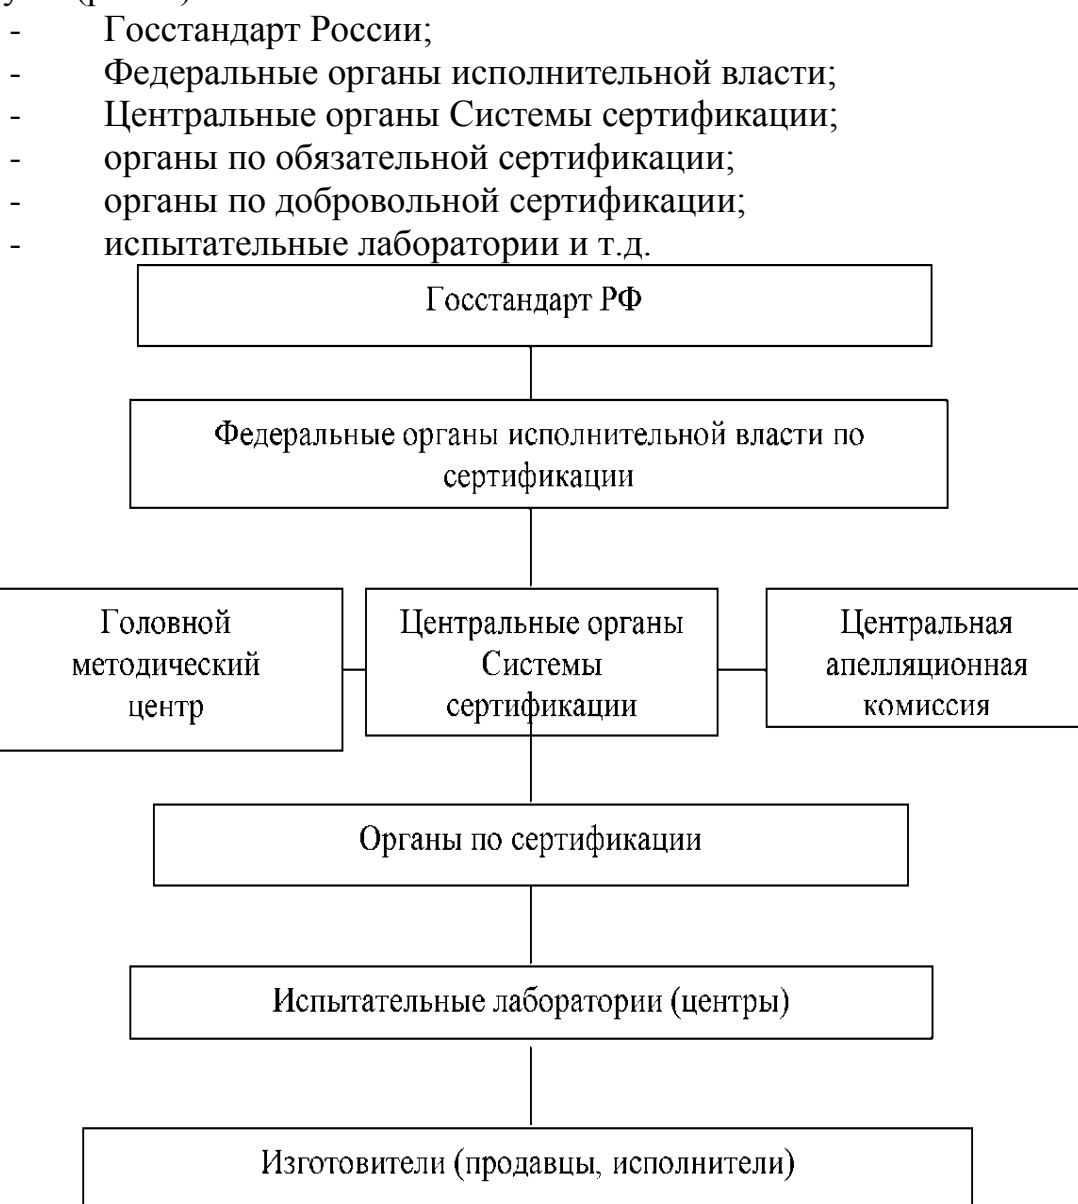 - Госстандарт России;
- Федеральные органы исполнительной власти;
- Центральные органы Системы сертификации;
- органы по обязательной сертификации;
- органы по добровольной сертификации;
- испытательные лаборатории и т.д.
Госстандарт РФ
Федеральные органы исполнительной власти по
сертификации
Головной
методический
центр
Центральные органы
Системы
сертификации
Центральная
апелляционная
комиссия
Органы по сертификации
Испытательные лаборатории (центры)
Изготовители (продавцы, исполнители)